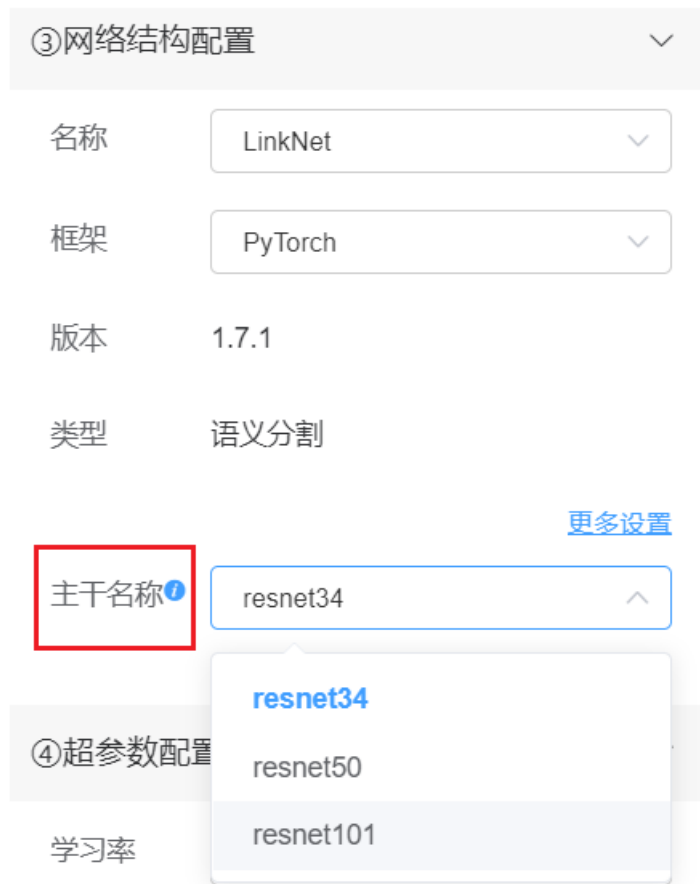 ③网络结构配置
名称 LinkNet
框架 PyTorch
版本 1.7.1
类型 语义分割
更多设置
主干名称 resnet34
resnet34
④超参数配置
resnet50
resnet101
学习率